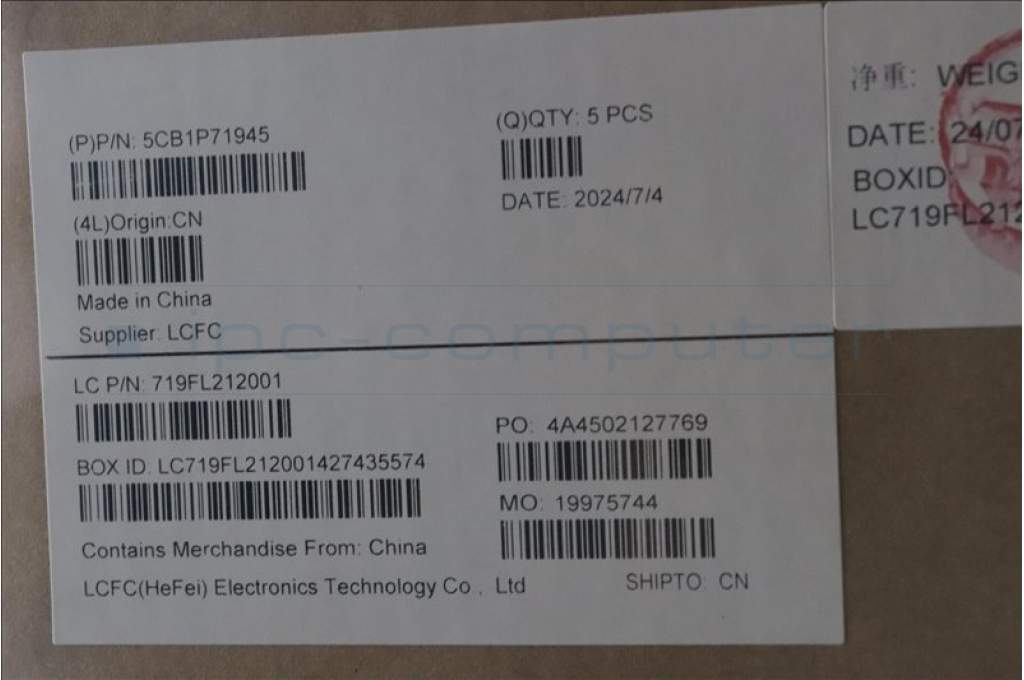 (P)P/N: 5CB1P71945
(Q)QTY: 5 PCS
(4L)Origin:CN
DATE: 2024/7/4
Made in China
Supplier: LCFC
LC P/N: 719FL212001
BOX ID: LC719FL212001427435574
PO: 4A4502127769
MO: 19975744
Contains Merchandise From: China
LCFC(HeFei) Electronics Technology Co . Ltd
SHIPTO: CN
净重: WEIG
DATE: 24/07
BOXID
LC719FL212
ipc-computer